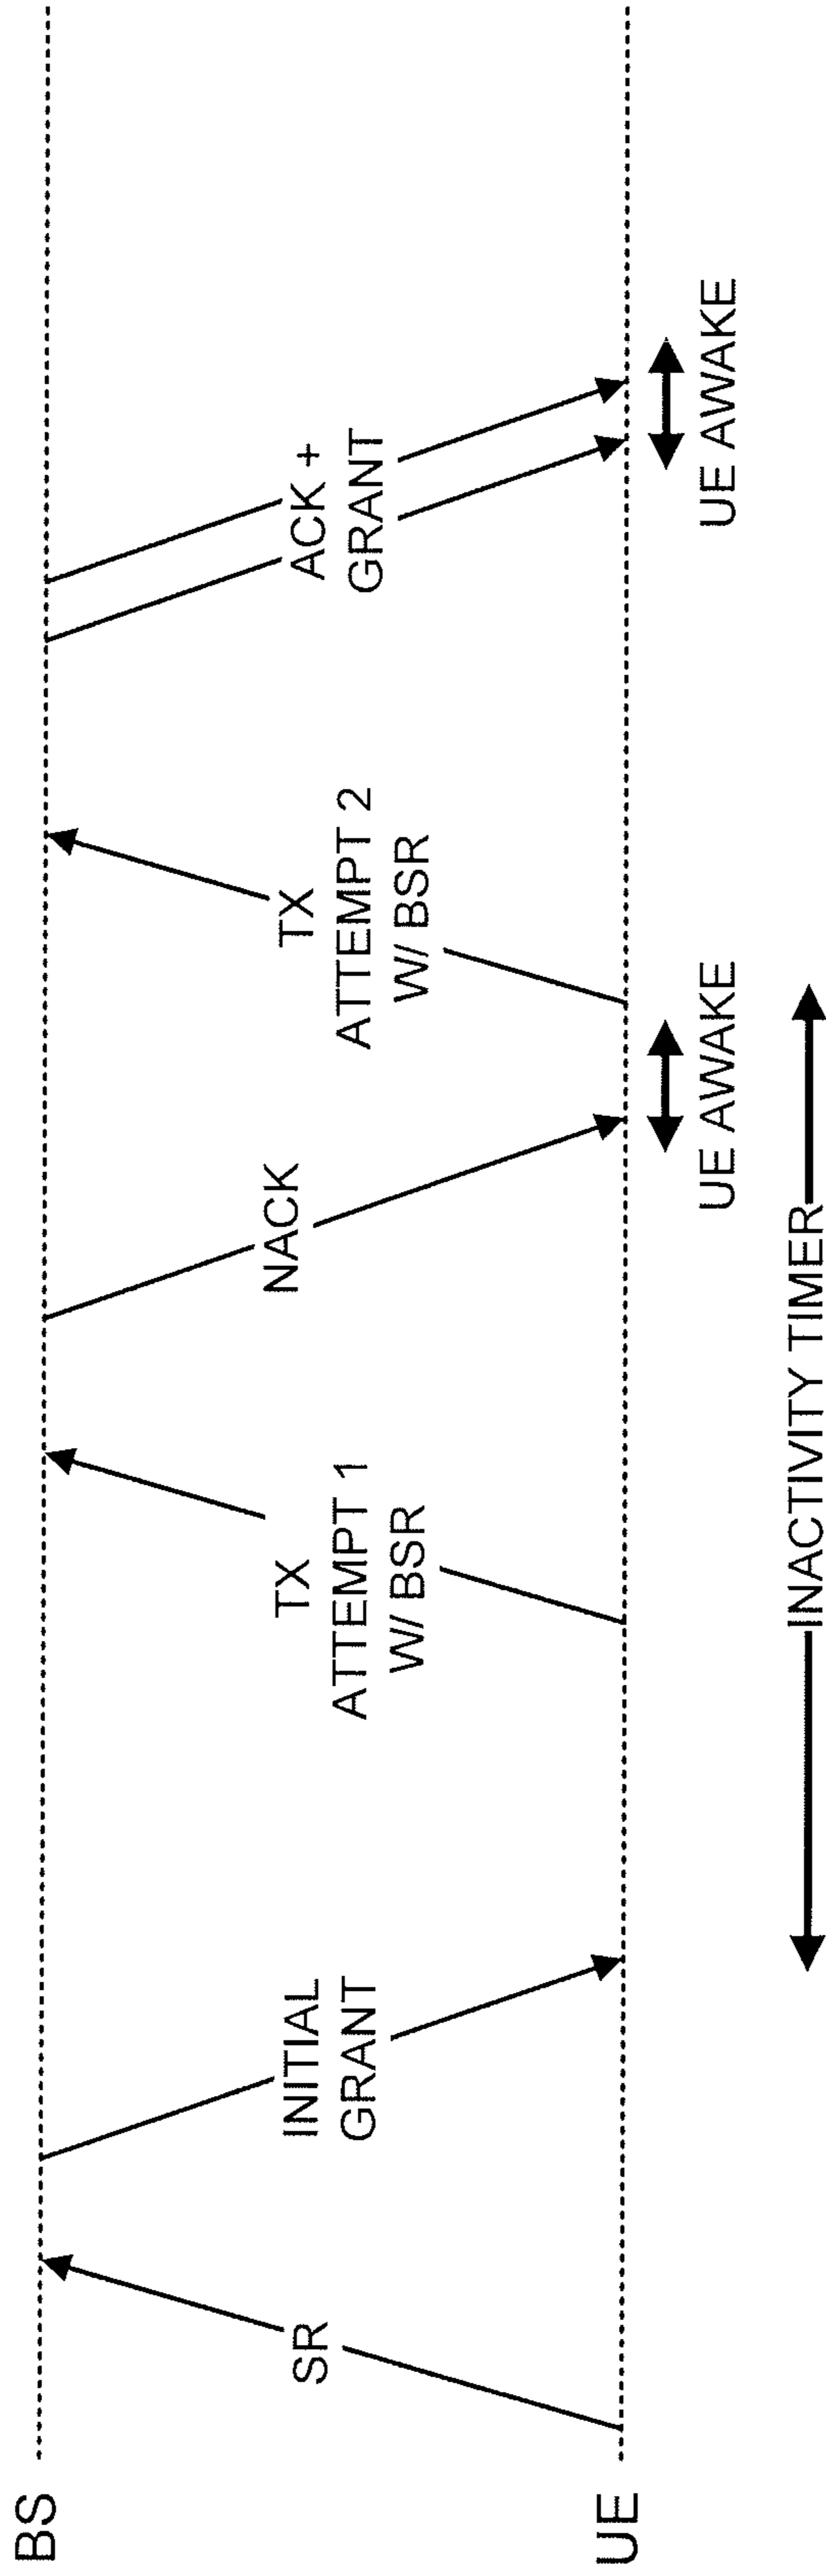 BS
SR
INITIAL
GRANT
TX
ATTEMPT 1
W/ BSR
NACK
TX
ATTEMPT 2
W/ BSR
ACK +
GRANT
UE
UE AWAKE
UE AWAKE
INACTIVITY TIMER